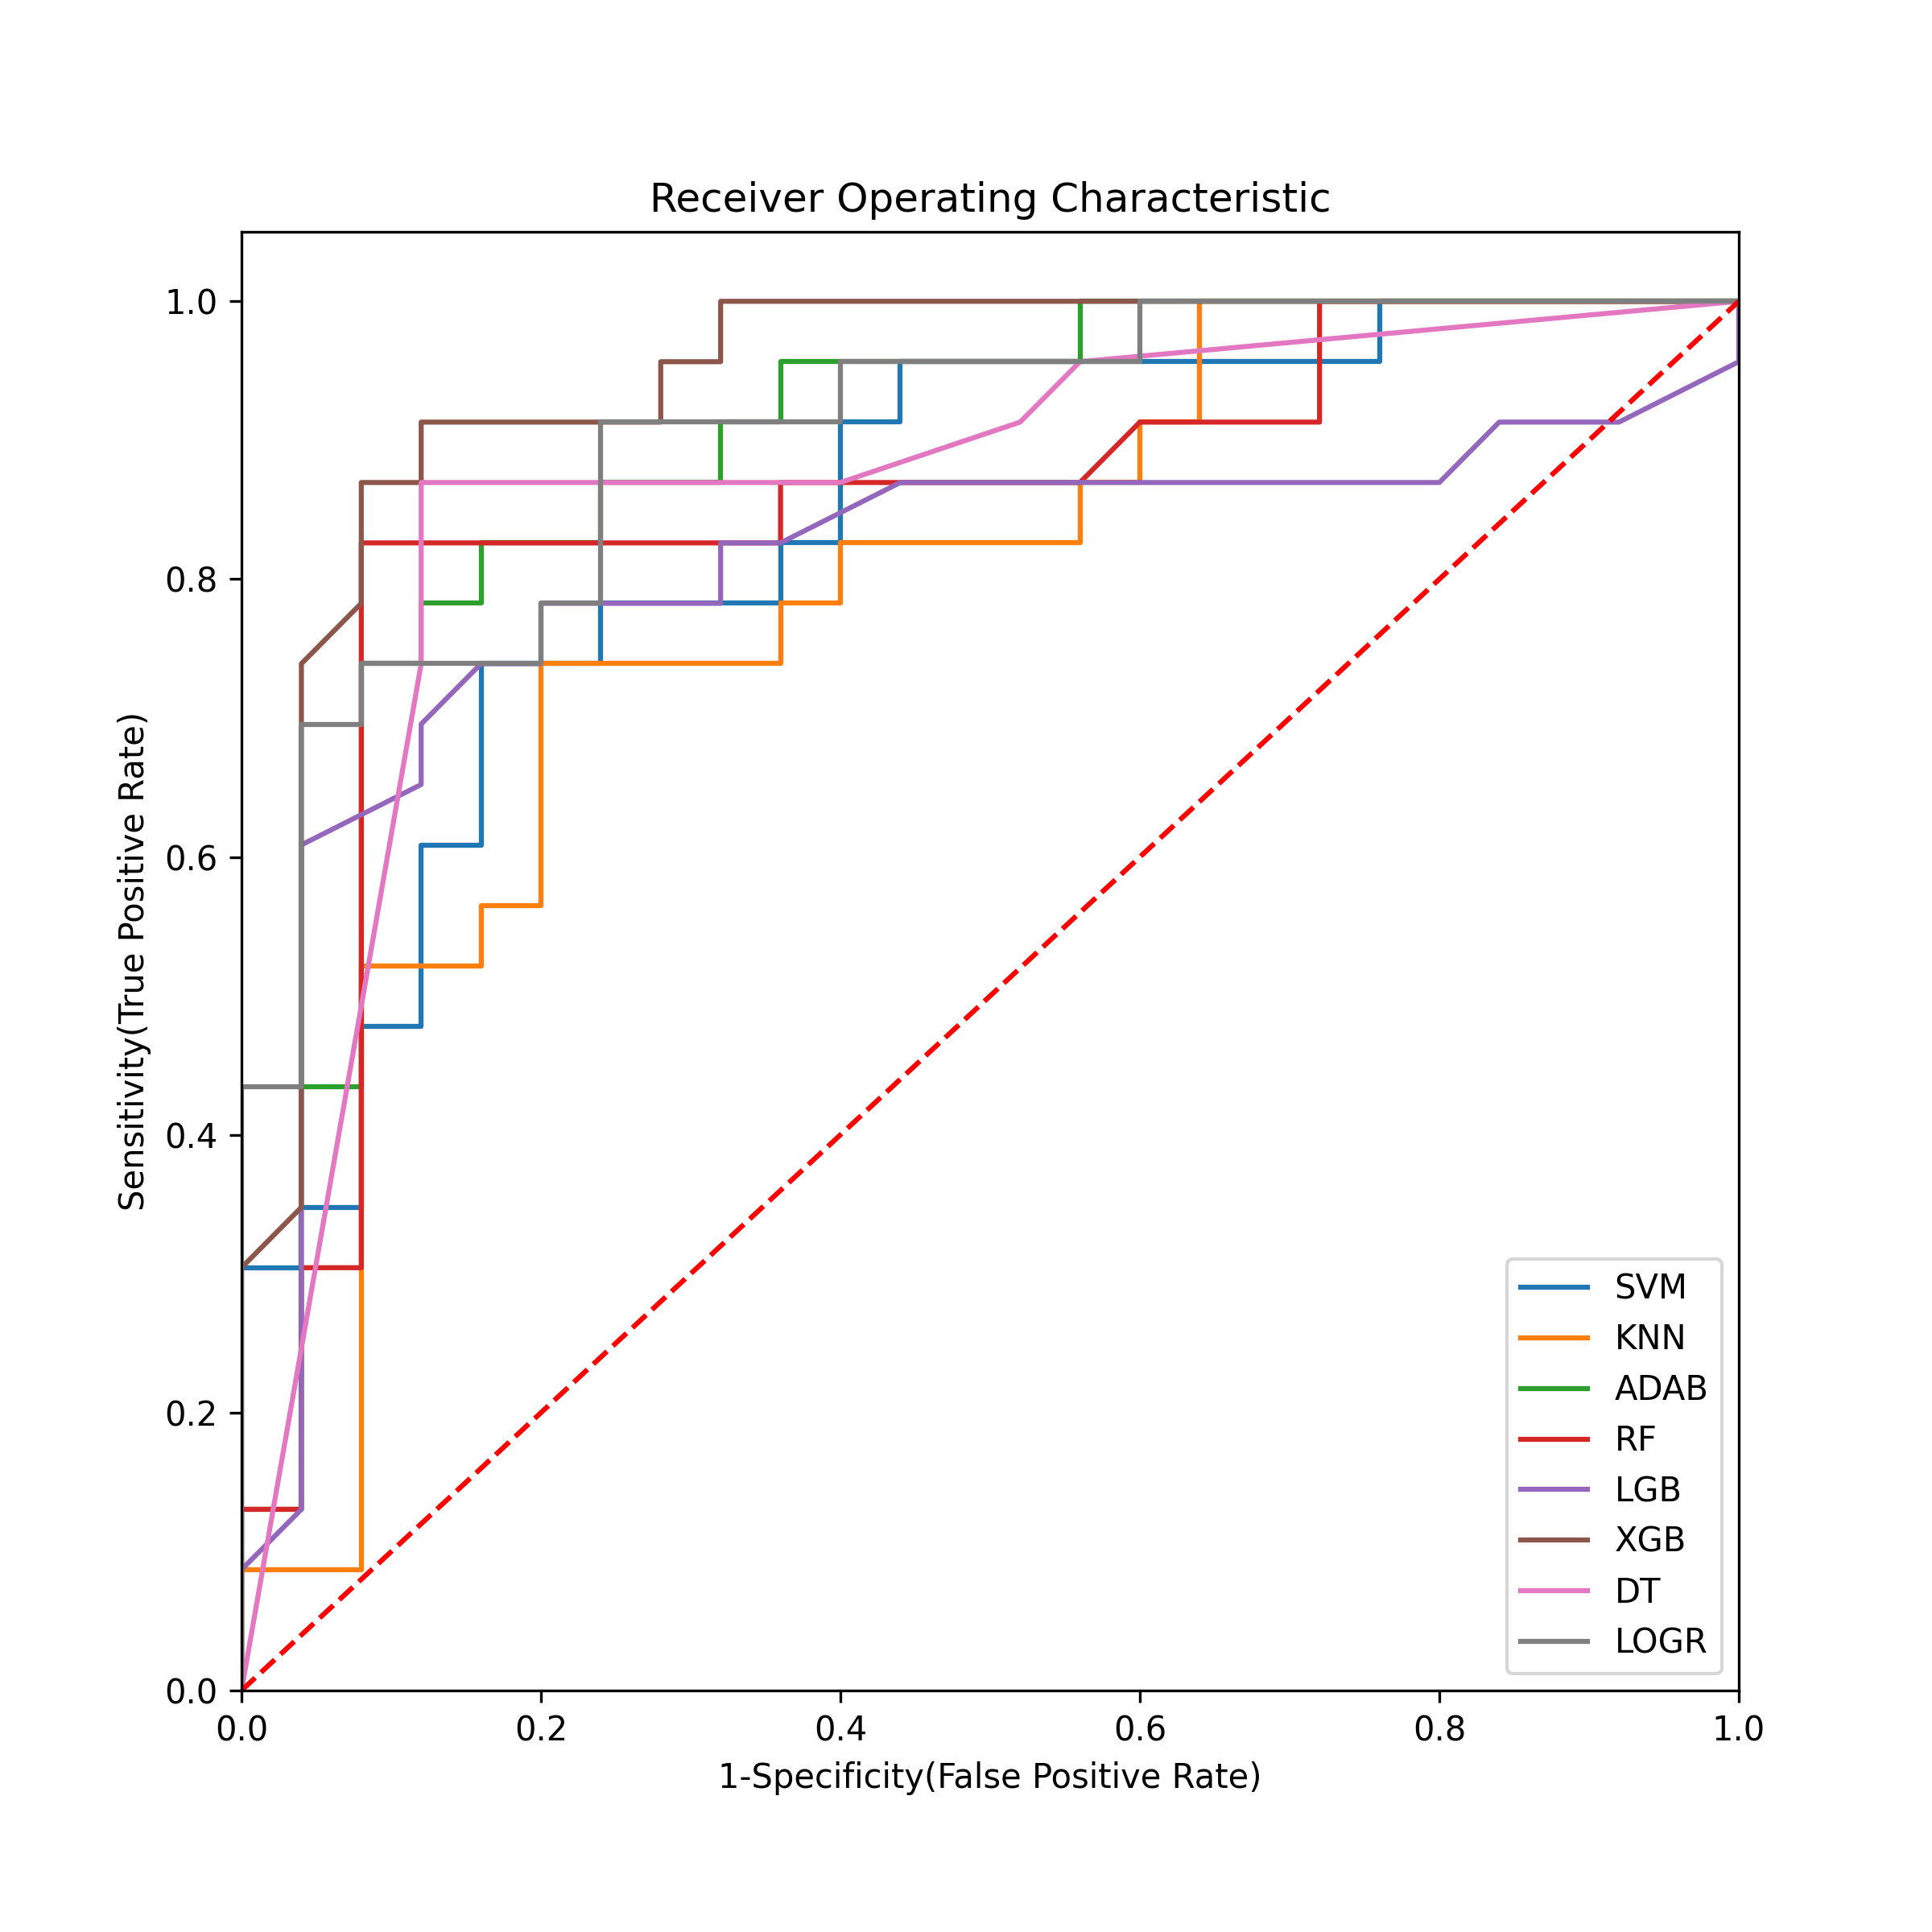 Receiver Operating Characteristic
1.0
0.8
0.6
0.4
0.2
0.0
Sensitivity(True Positive Rate)
0.0 0.2 0.4 0.6 0.8 1.0
1-Specificity(False Positive Rate)
SVM
KNN
ADAB
RF
LGB
XGB
DT
LOGR